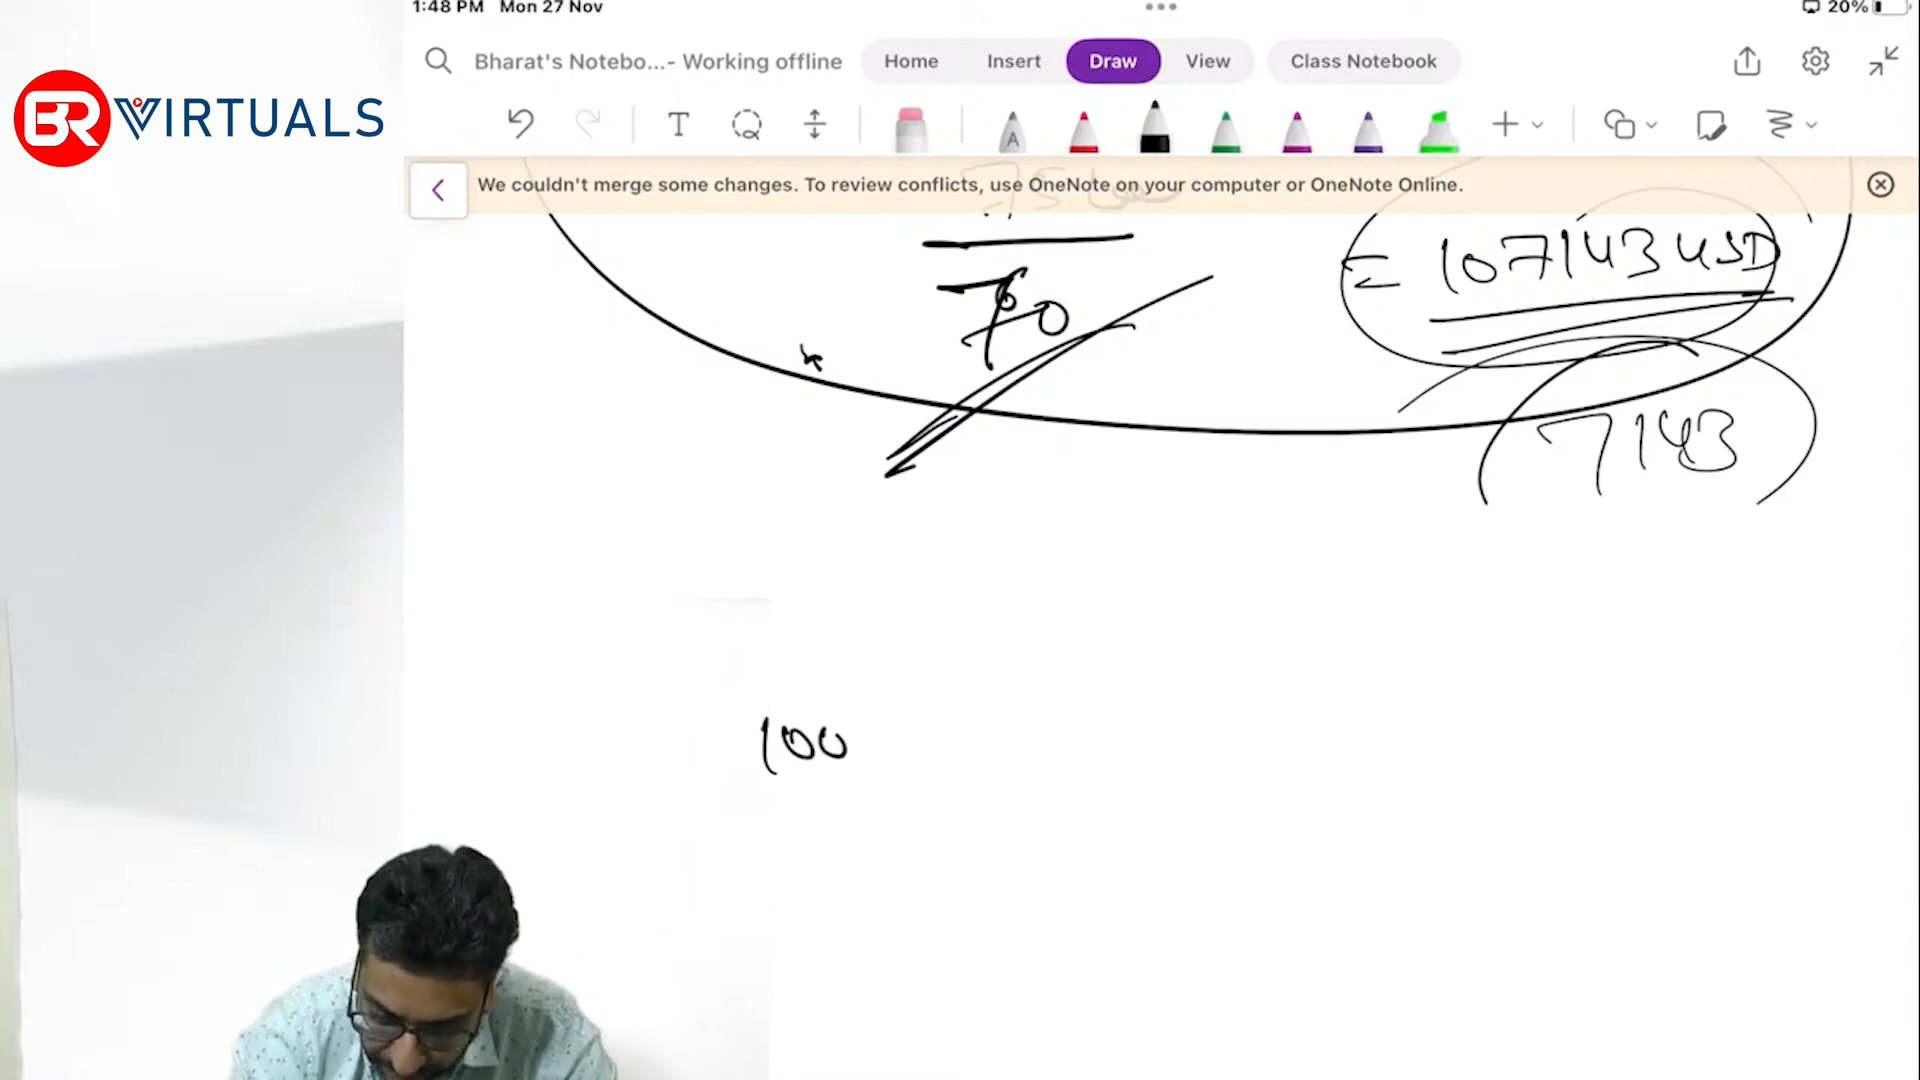 1:48 PM Mon 27 Nov
20%
BR VIRTUALS
Bharat's Notebo...- Working offline
Home Insert Draw View Class Notebook
T
A
We couldn't merge some changes. To review conflicts, use OneNote on your computer or OneNote Online.
70
= 107143 USD
7143
100